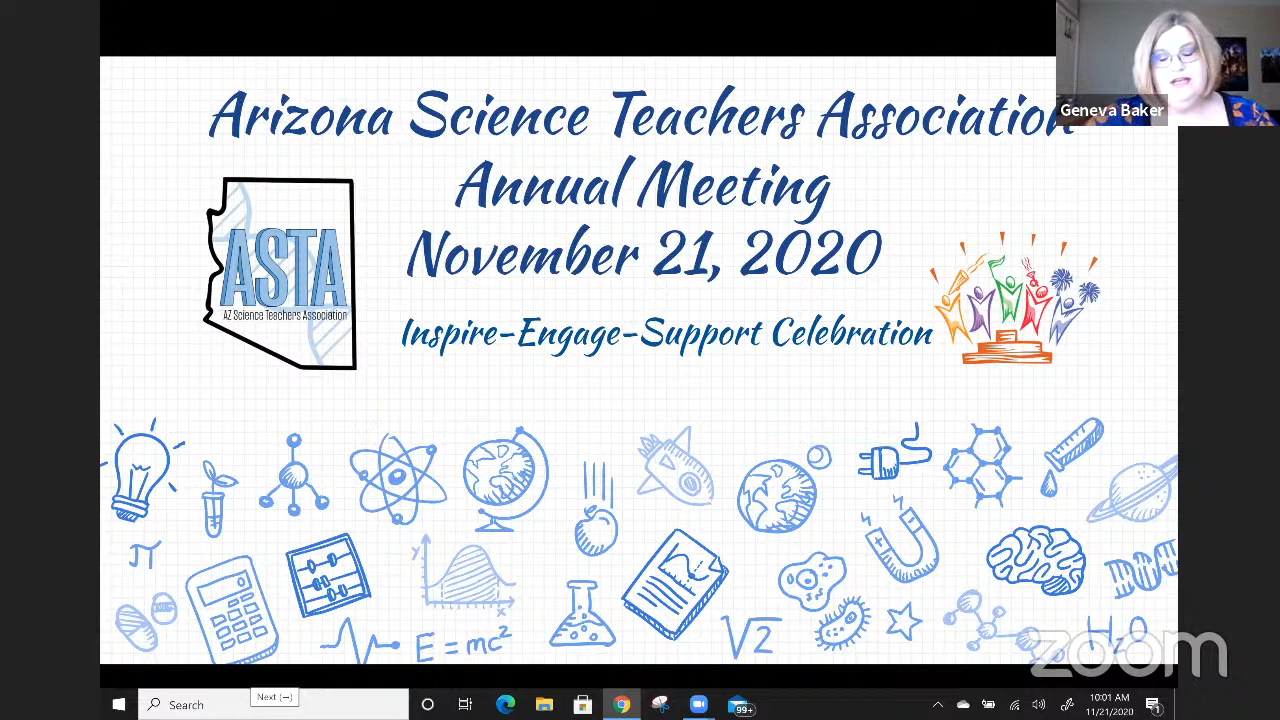 Geneva Baker
Arizona Science Teachers Association
Annual Meeting
November 21, 2020
ASTA
AZ Science Teachers Association
Inspire-Engage-Support Celebration
π
y
x
E = mc²
√2
H₂O
zoom
Next (→)
Search
99+
10:01 AM
11/21/2020
1